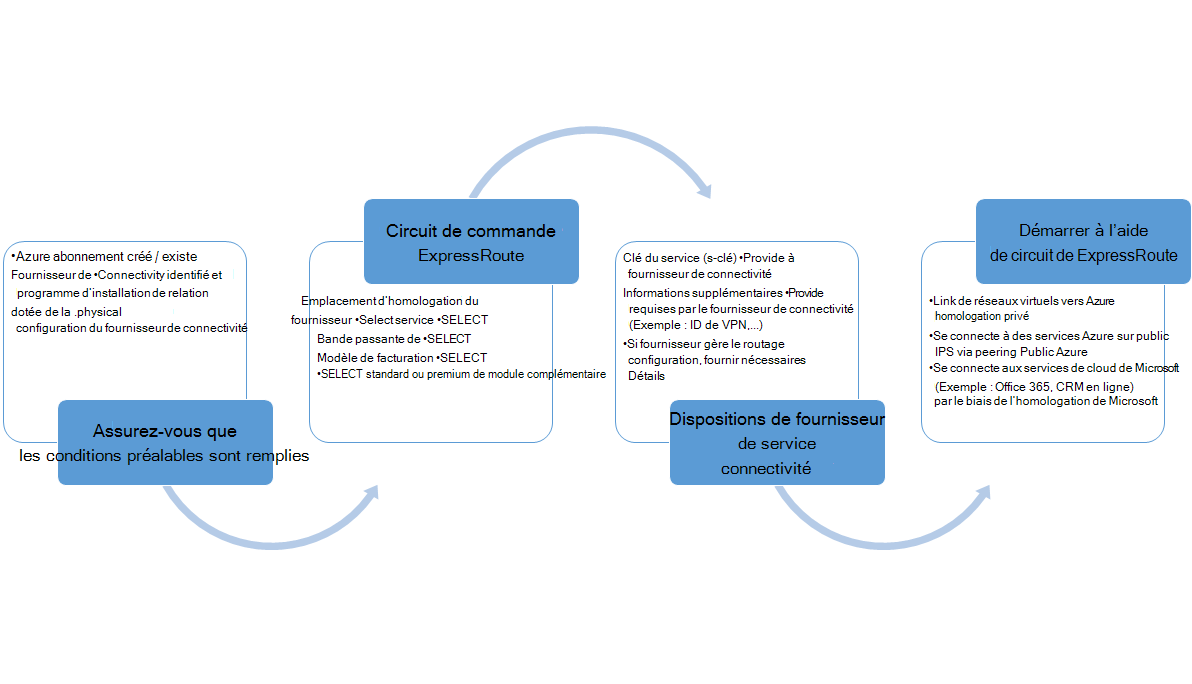 •Azure abonnement créé / existe
Fournisseur de •Connectivity identifié et
programme d'installation de relation
dotée de la .physical
configuration du fournisseur de connectivité
Assurez-vous que
les conditions préalables sont remplies
Circuit de commande
ExpressRoute
Emplacement d'homologation du
fournisseur •Select service •SELECT
Bande passante de •SELECT
Modèle de facturation •SELECT
•SELECT standard ou premium de module complémentaire
Clé du service (s-clé) •Provide à
fournisseur de connectivité
Informations supplémentaires •Provide
requises par le fournisseur de connectivité
(Exemple : ID de VPN,...)
•Si fournisseur gère le routage
configuration, fournir nécessaires
Détails
Dispositions de fournisseur
de service
connectivité
Démarrer à l'aide
de circuit de ExpressRoute
•Link de réseaux virtuels vers Azure
homologation privé
•Se connecte à des services Azure sur public
IPS via peering Public Azure
•Se connecte aux services de cloud de Microsoft
(Exemple : Office 365, CRM en ligne)
par le biais de l'homologation de Microsoft